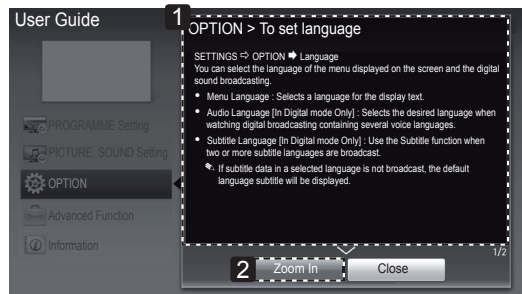 User Guide
1
OPTION > To set language
SETTINGS ⇨ OPTION ➡ Language
You can select the language of the menu displayed on the screen and the digital
sound broadcasting.
• Menu Language : Selects a language for the display text.
• Audio Language [In Digital mode Only] : Selects the desired language when
watching digital broadcasting containing several voice languages.
• Subtitle Language [In Digital mode Only] : Use the Subtitle function when
two or more subtitle languages are broadcast.
If subtitle data in a selected language is not broadcast, the default
language subtitle will be displayed.
PROGRAMME Setting
PICTURE, SOUND Setting
OPTION
Advanced Function
Information
1/2
2
Zoom In
Close